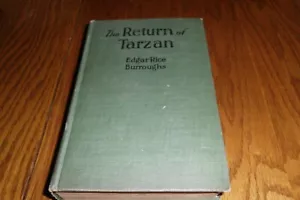 The Return of
Tarzan
Edgar Rice
Burroughs